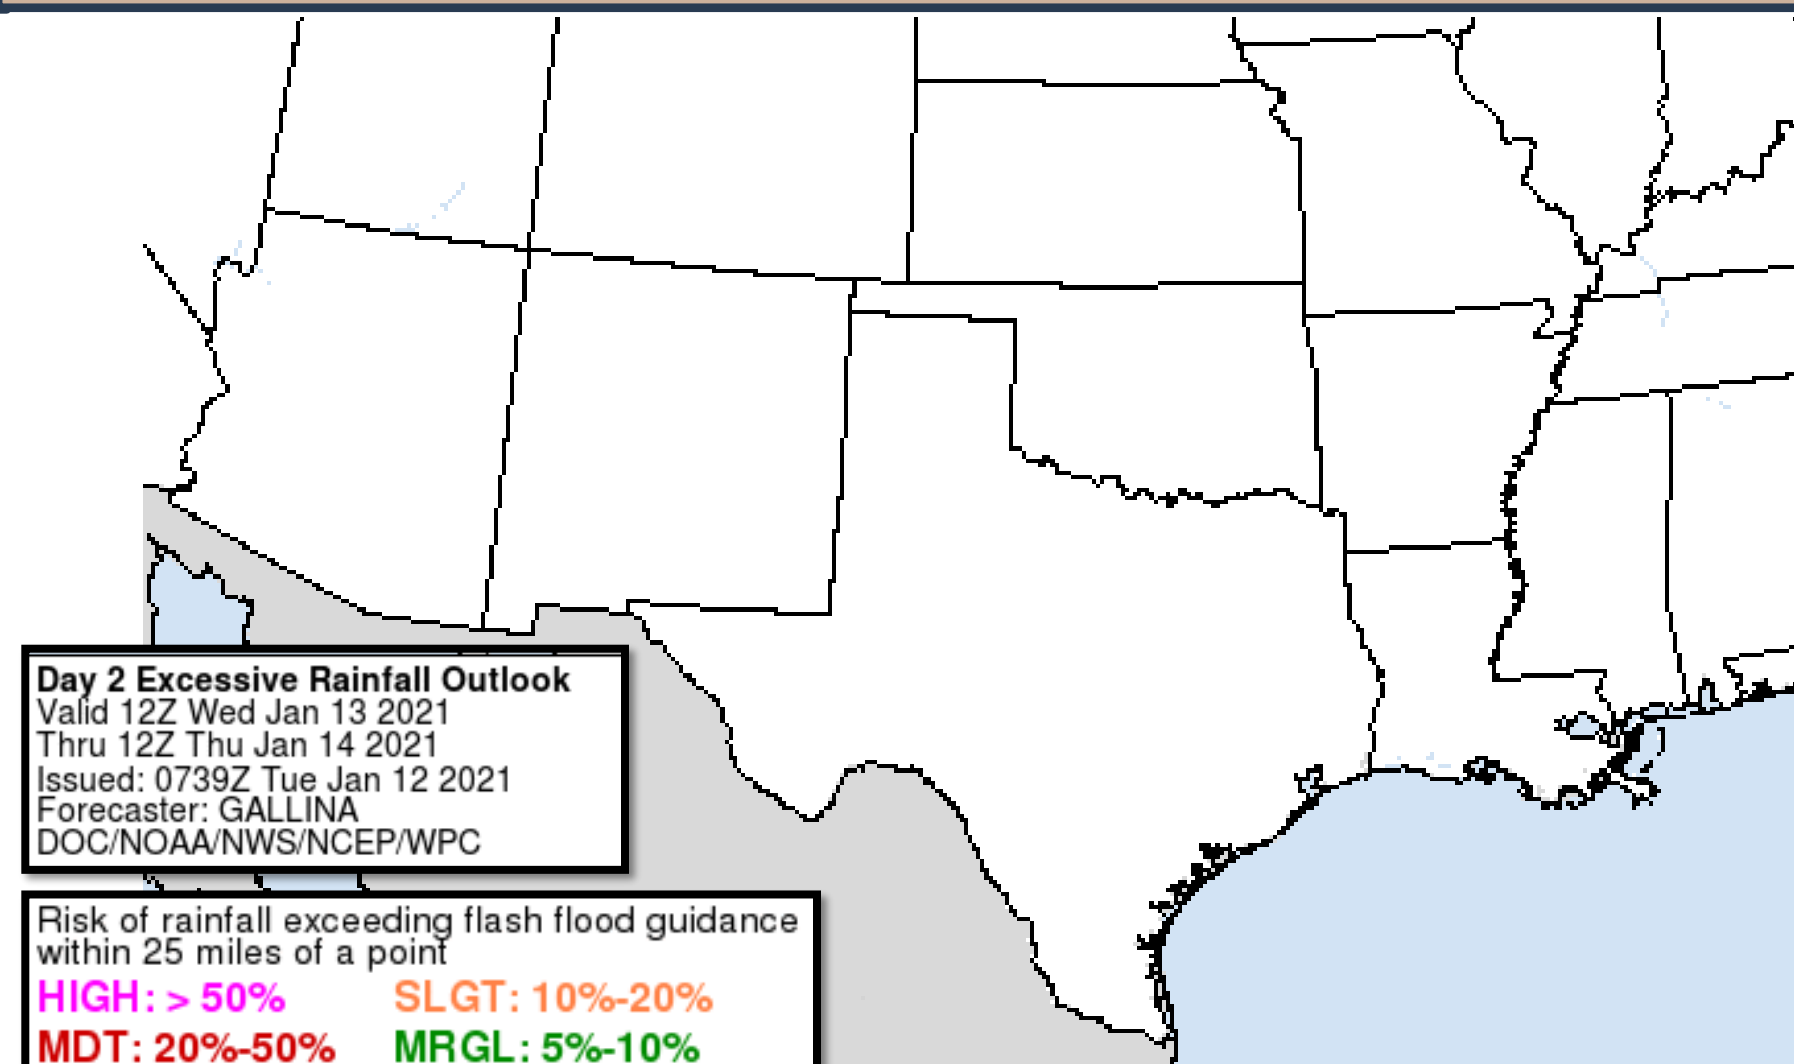 Day 2 Excessive Rainfall Outlook
Valid 12Z Wed Jan 13 2021
Thru 12Z Thu Jan 14 2021
Issued: 0739Z Tue Jan 12 2021
Forecaster: GALLINA
DOC/NOAA/NWS/NCEP/WPC
Risk of rainfall exceeding flash flood guidance
within 25 miles of a point
HIGH: > 50% SLGT: 10%-20%
MDT: 20%-50% MRGL: 5%-10%